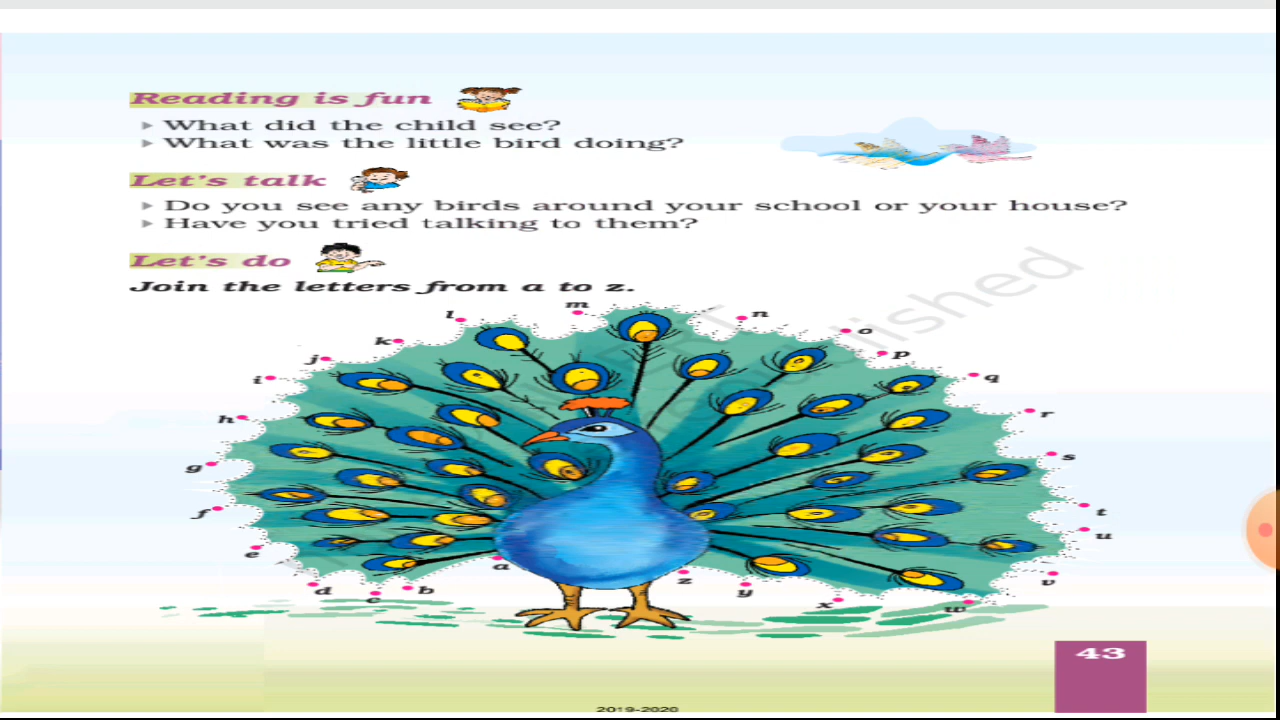 Reading is fun
What did the child see?
What was the little bird doing?
Let's talk
Do you see any birds around your school or your house?
Have you tried talking to them?
Let's do
Join the letters from a to z.
m
n
l
o
k
p
j
q
i
r
h
s
g
t
f
u
e
v
d
c
b
a
z
y
x
w
43
2019-2020